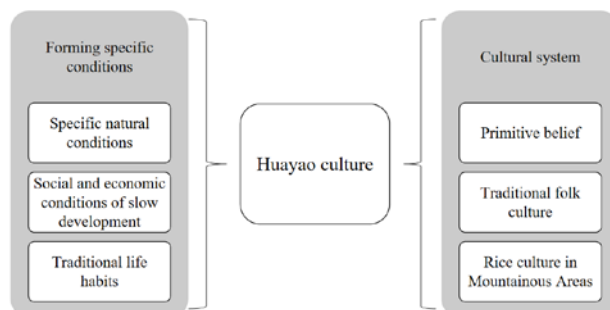 Forming specific
conditions
Specific natural
conditions
Social and economic
conditions of slow
development
Traditional life
habits
Huayao culture
Cultural system
Primitive belief
Traditional folk
culture
Rice culture in
Mountainous Areas